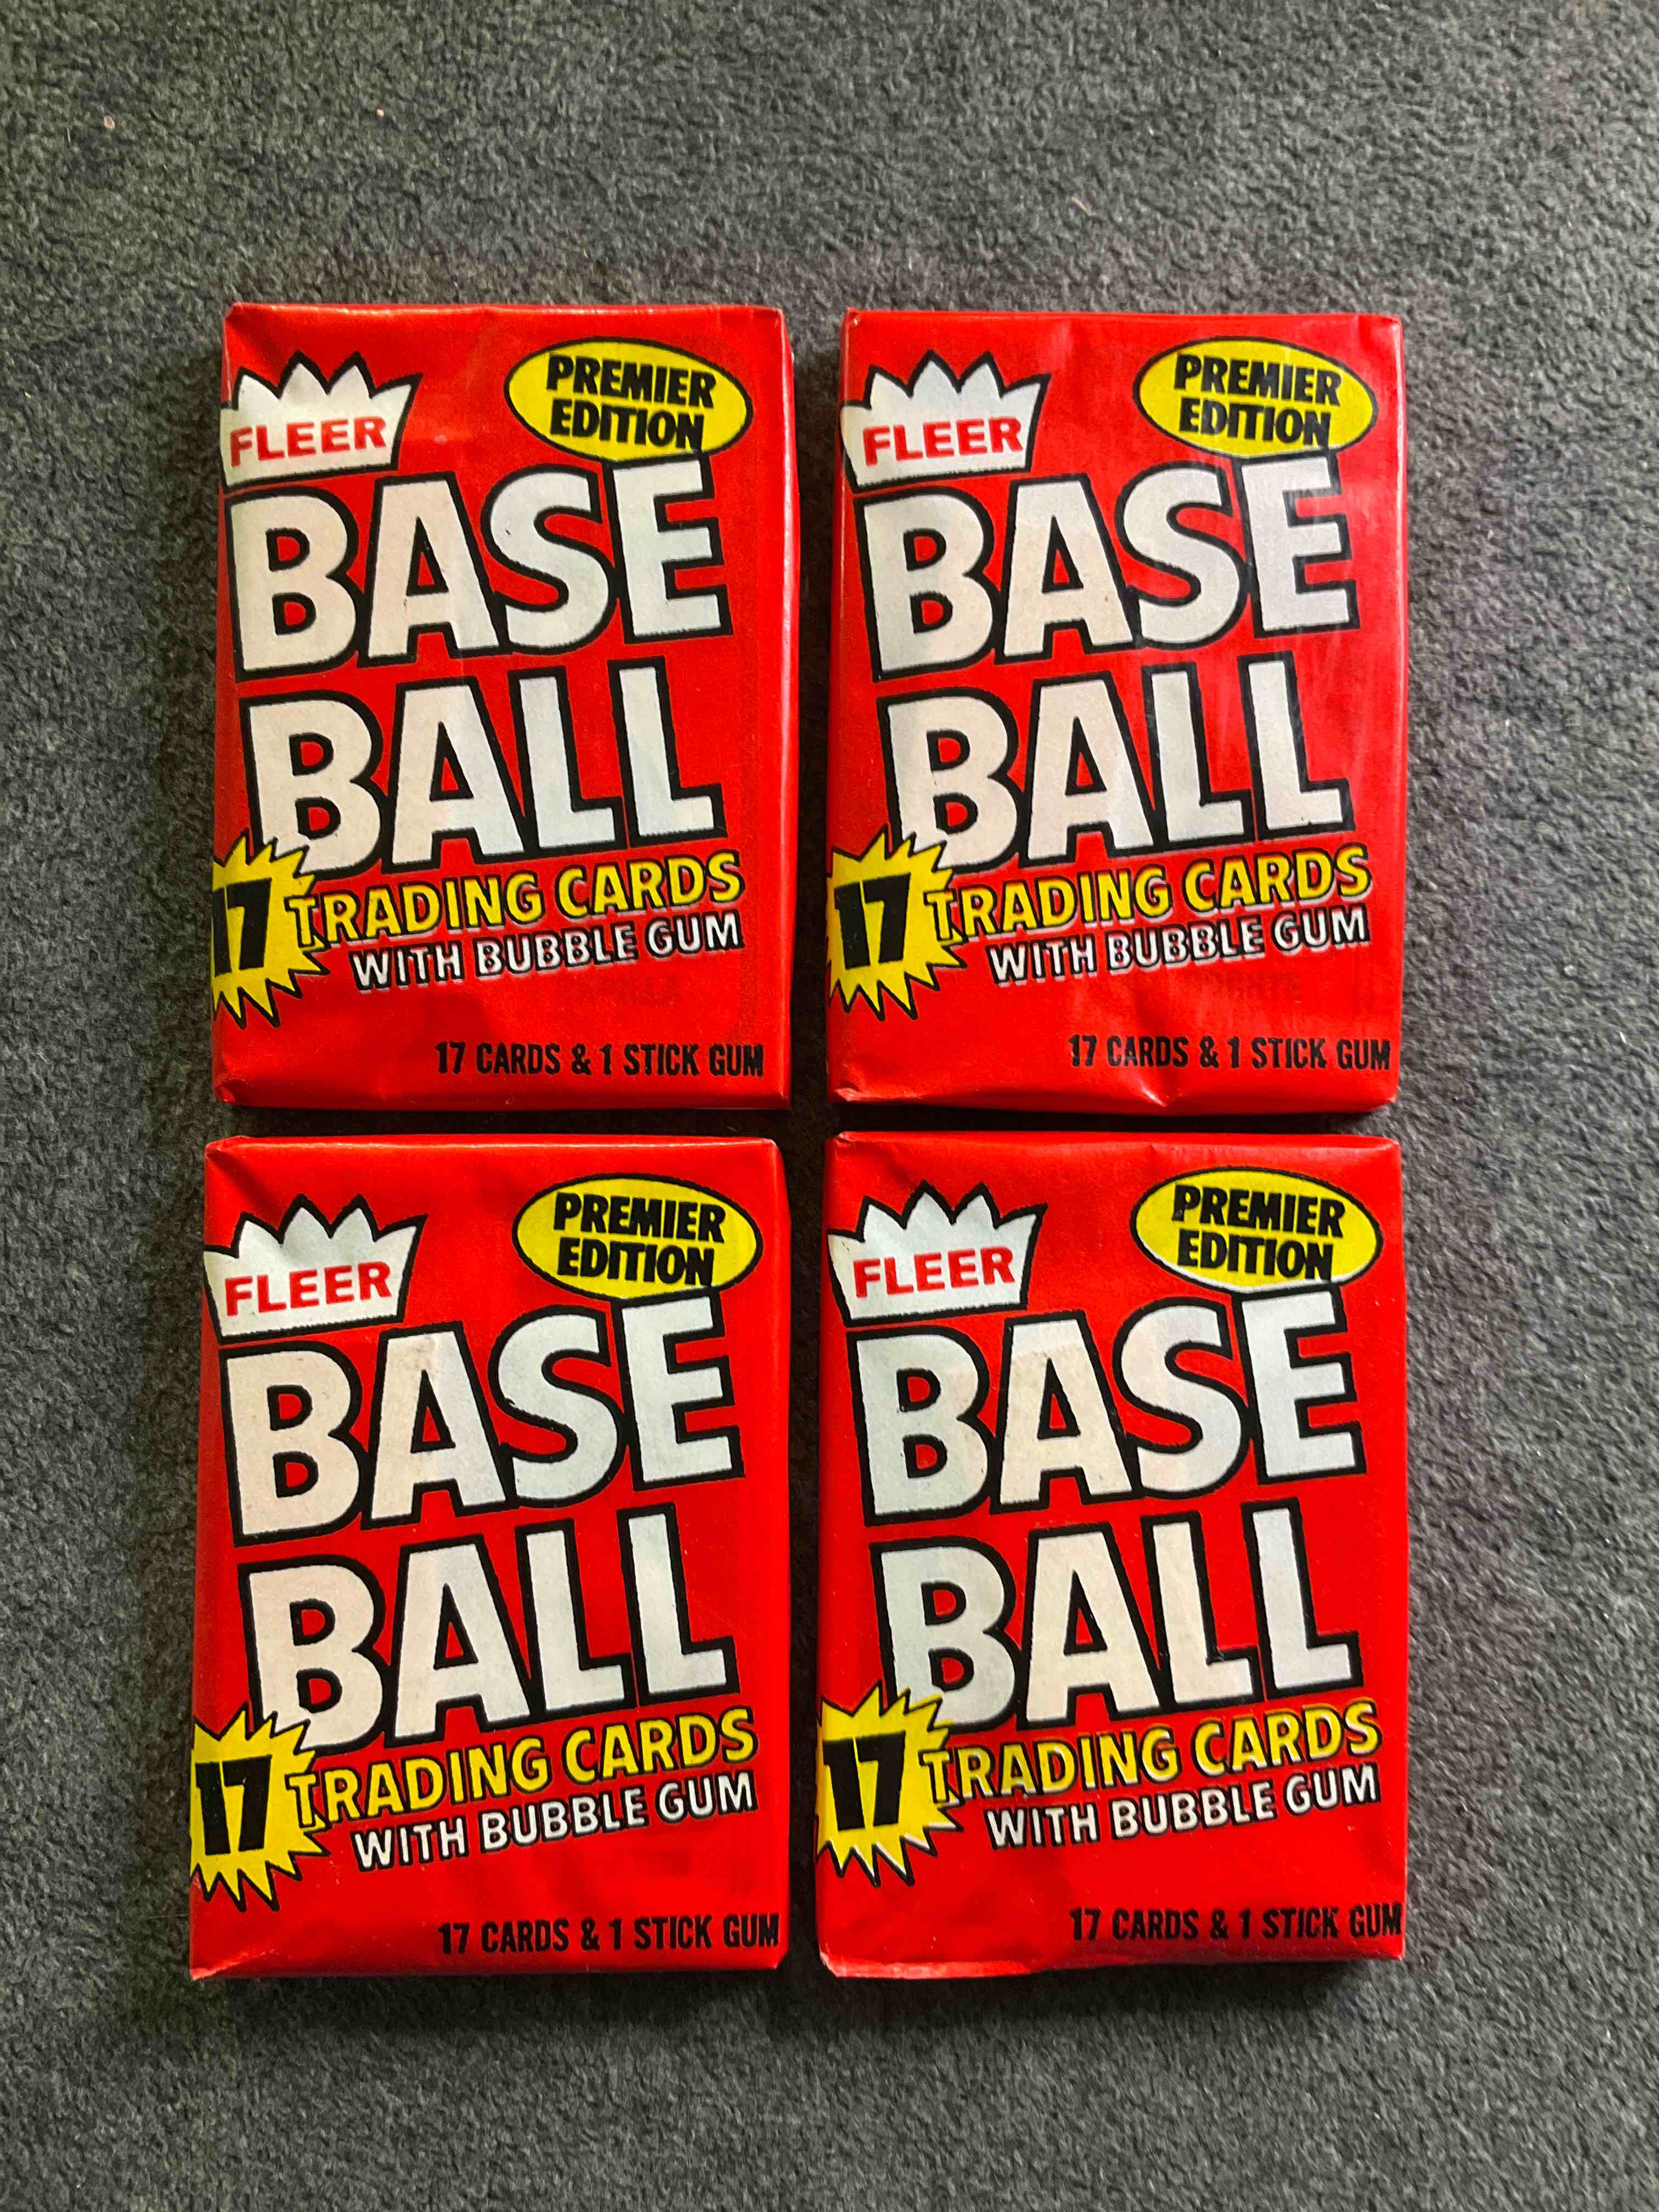 FLEER
PREMIER
EDITION
BASE
BALL
17
TRADING CARDS
WITH BUBBLE GUM
17 CARDS & 1 STICK GUM
FLEER
PREMIER
EDITION
BASE
BALL
17
TRADING CARDS
WITH BUBBLE GUM
17 CARDS & 1 STICK GUM
FLEER
PREMIER
EDITION
BASE
BALL
17
TRADING CARDS
WITH BUBBLE GUM
17 CARDS & 1 STICK GUM
FLEER
PREMIER
EDITION
BASE
BALL
17
TRADING CARDS
WITH BUBBLE GUM
17 CARDS & 1 STICK GUM